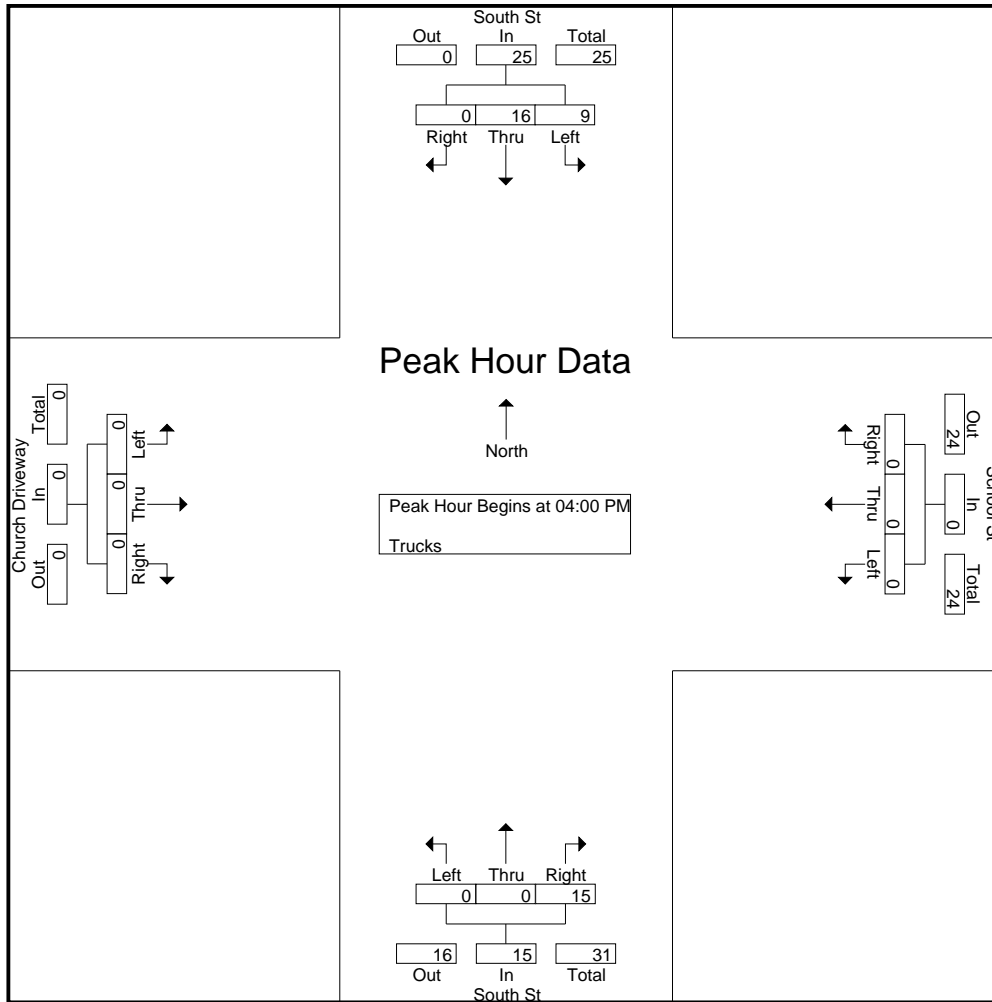 South St
Out In Total
0 25 25
0 16 9
Right Thru Left
Peak Hour Data
North
Peak Hour Begins at 04:00 PM
Trucks
Church Driveway
Out In Total
0 0 0
0 0 0
Right Thru Left
Out In Total
24 0 24
0 0 0
Right Thru Left
Left Thru Right
0 0 15
16 15 31
Out In Total
South St